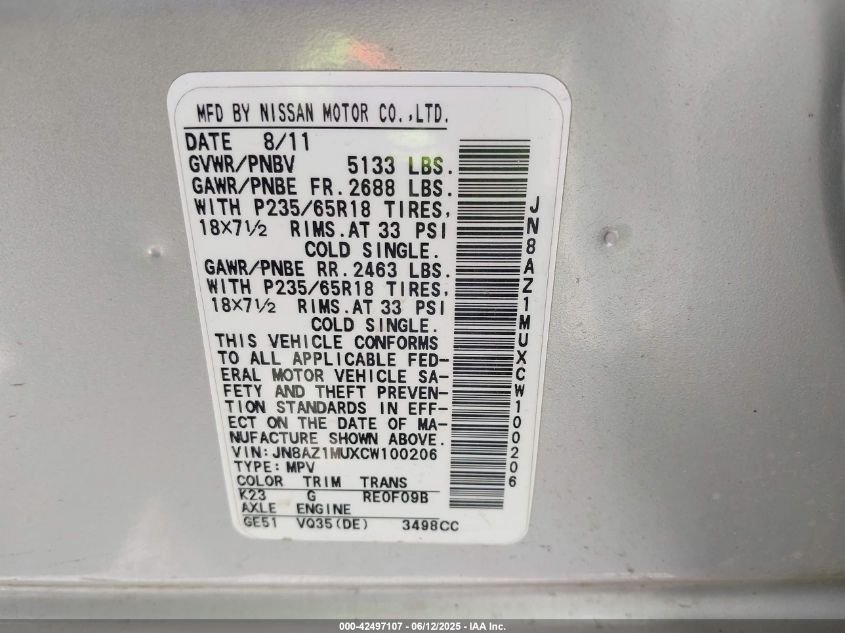 MFD BY NISSAN MOTOR CO.,LTD.
DATE 8/11
GVWR/PNBV 5133 LBS.
GAWR/PNBE FR.2688 LBS.
WITH P235/65R18 TIRES,
18×7½ RIMS.AT 33 PSI
COLD SINGLE.
GAWR/PNBE RR.2463 LBS.
WITH P235/65R18 TIRES,
18×7½ RIMS.AT 33 PSI
COLD SINGLE.
THIS VEHICLE CONFORMS
TO ALL APPLICABLE FED-
ERAL MOTOR VEHICLE SA-
FETY AND THEFT PREVEN-
TION STANDARDS IN EFF-
ECT ON THE DATE OF MA-
NUFACTURE SHOWN ABOVE.
VIN:JN8AZ1MUXCW100206
TYPE:MPV
COLOR TRIM TRANS
K23 G RE0F09B
AXLE ENGINE
GE51 VQ35(DE) 3498CC
JN8AZ1MUXCW100206
000-42497107 - 06/12/2025 - IAA Inc.